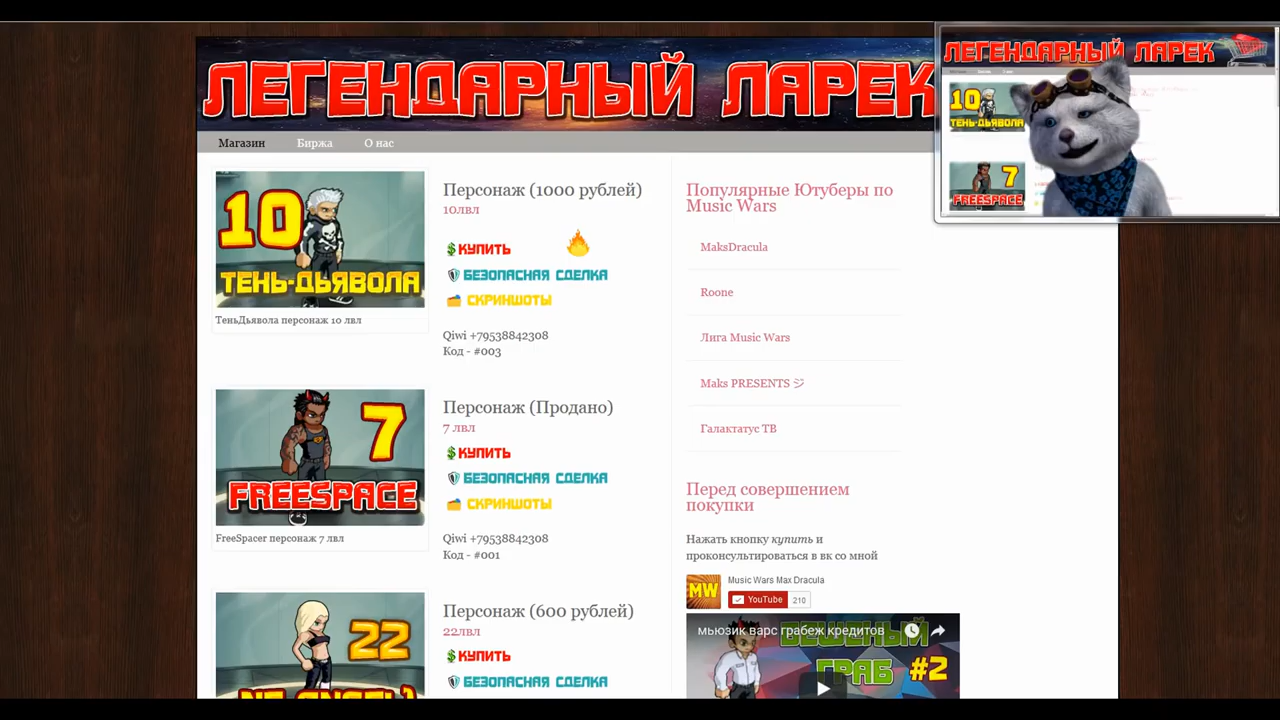 ЛЕГЕНДАРНЫЙ ЛАРЕК
Магазин
Биржа
О нас
10
ТЕНЬ-ДЬЯВОЛА
ТеньДьявола персонаж 10 лвл
Персонаж (1000 рублей)
10лвл
КУПИТЬ
БЕЗОПАСНАЯ СДЕЛКА
СКРИНШОТЫ
Qiwi +79538842308
Код - #003
7
FREESPACE
FreeSpacer персонаж 7 лвл
Персонаж (Продано)
7 лвл
КУПИТЬ
БЕЗОПАСНАЯ СДЕЛКА
СКРИНШОТЫ
Qiwi +79538842308
Код - #001
22
Персонаж (600 рублей)
22лвл
КУПИТЬ
БЕЗОПАСНАЯ СДЕЛКА
Популярные Ютуберы по
Music Wars
MaksDracula
Roone
Лига Music Wars
Maks PRESENTS ジ
Галактатус ТВ
Перед совершением
покупки
Нажать кнопку купить и
проконсультироваться в вк со мной
MW
Music Wars Max Dracula
YouTube
210
мьюзик варс грабеж кредитов
БЕШЕНЫЙ
ГРАБ
#2
ЛЕГЕНДАРНЫЙ ЛАРЕК
10
ТЕНЬ-ДЬЯВОЛА
7
FREESPACE